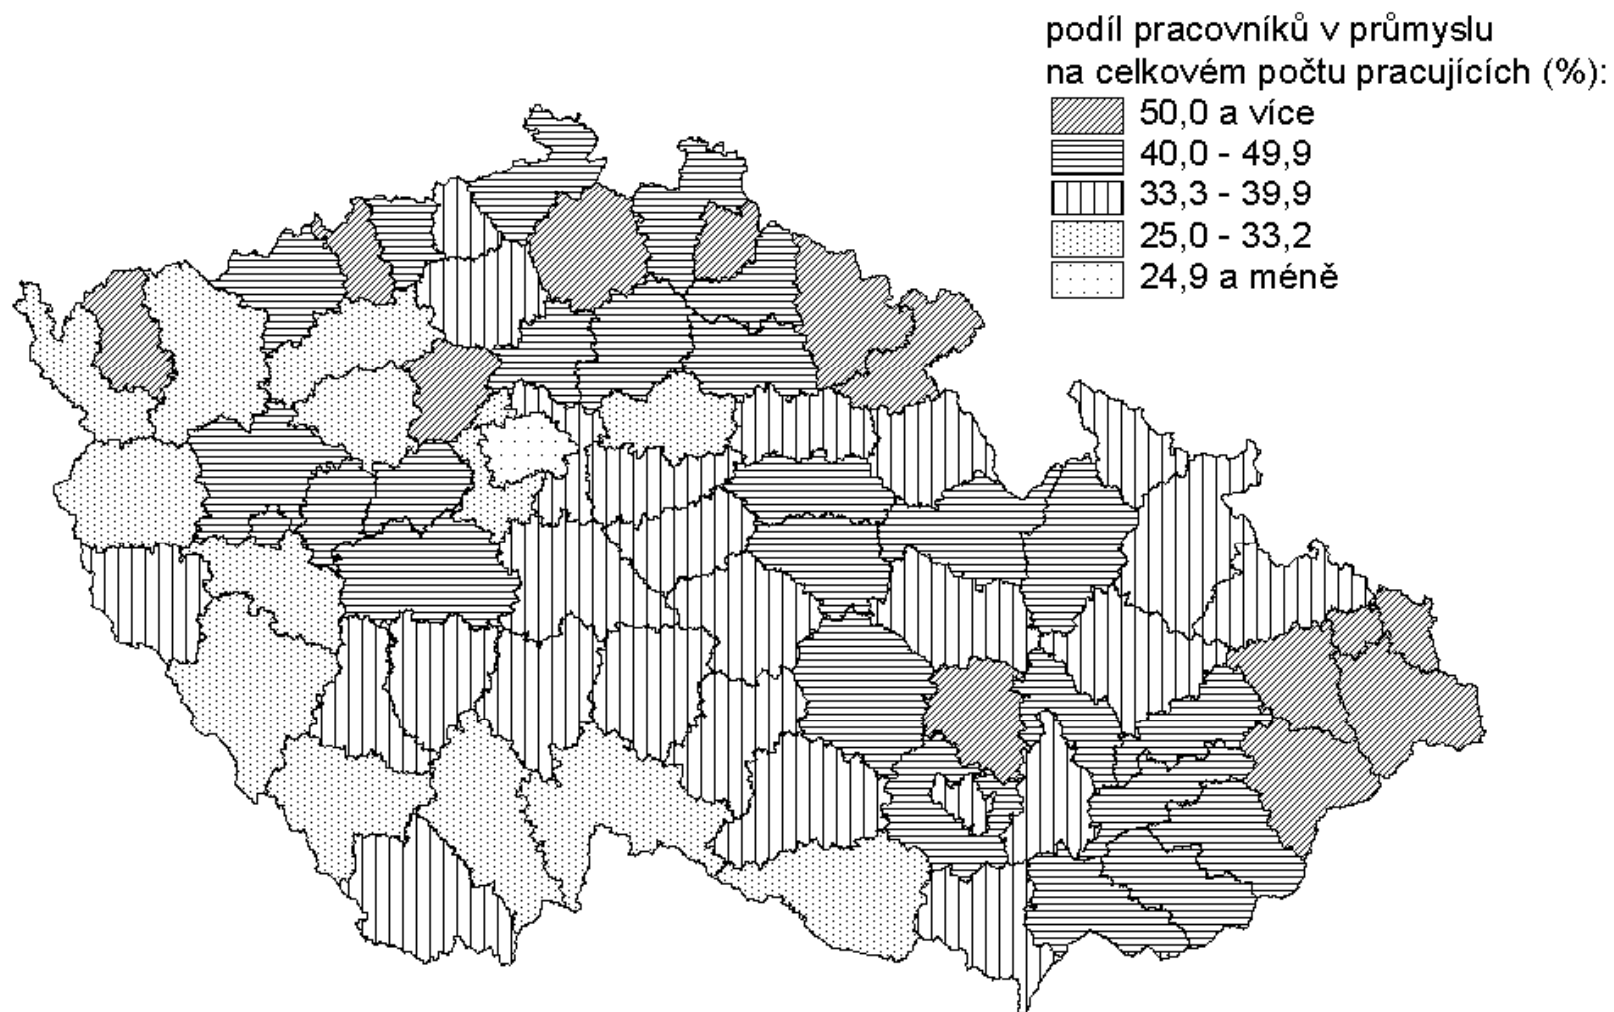 podíl pracovníků v průmyslu
na celkovém počtu pracujících (%):
50,0 a více
40,0 - 49,9
33,3 - 39,9
25,0 - 33,2
24,9 a méně